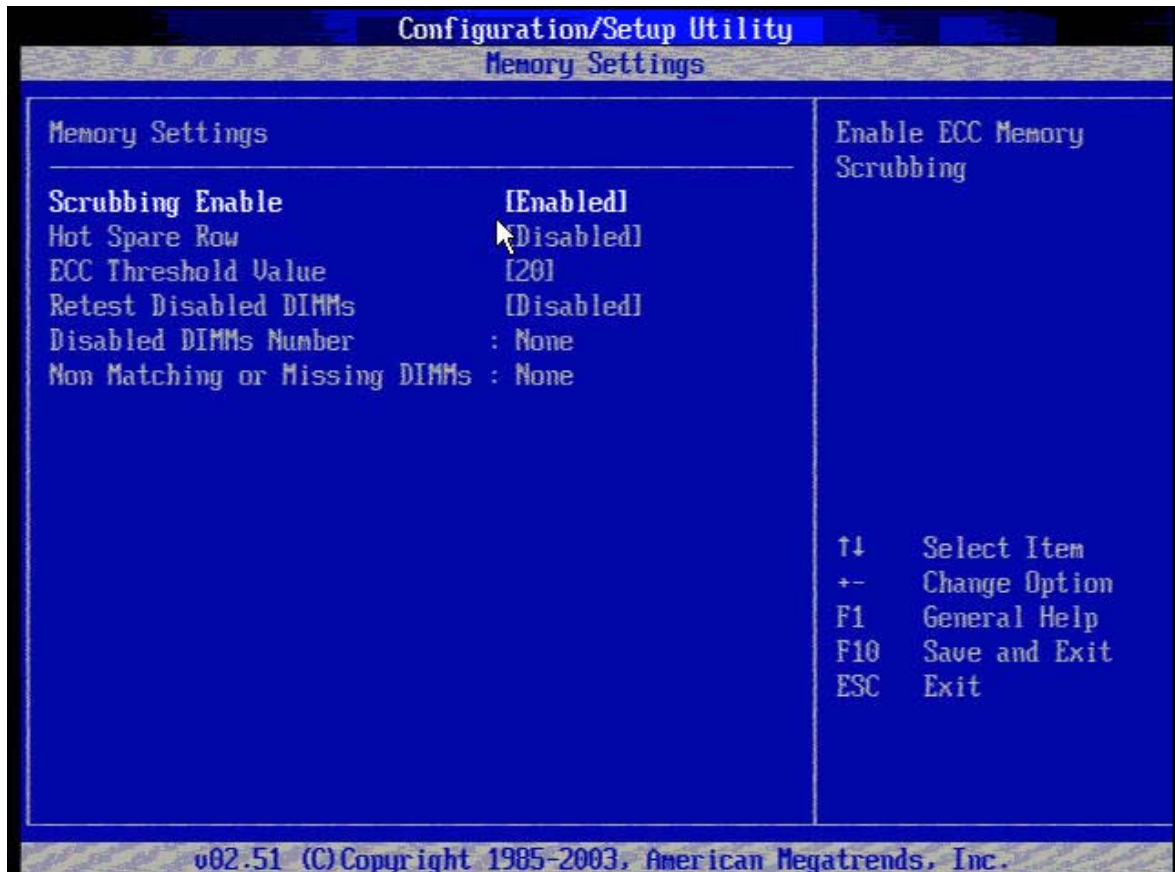 Configuration/Setup Utility
Memory Settings
Memory Settings
Scrubbing Enable [Enabled]
Hot Spare Row [Disabled]
ECC Threshold Value [20]
Retest Disabled DIMMs [Disabled]
Disabled DIMMs Number : None
Non Matching or Missing DIMMs : None
Enable ECC Memory
Scrubbing
↑↓ Select Item
+- Change Option
F1 General Help
F10 Save and Exit
ESC Exit
v02.51 (C)Copyright 1985-2003, American Megatrends, Inc.